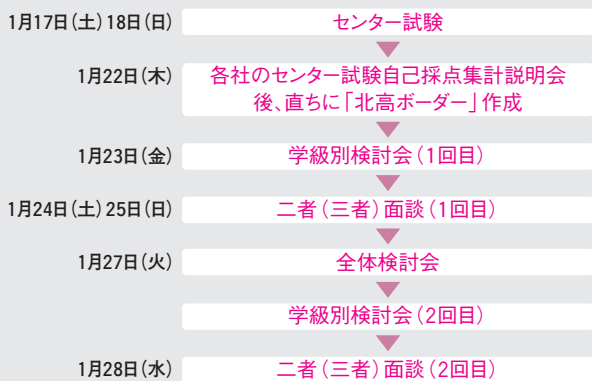 1月17日（土）18日（日） センター試験
1月22日（木） 各社のセンター試験自己採点集計説明会
後、直ちに「北高ボーダー」作成
1月23日（金） 学級別検討会（1回目）
1月24日（土）25日（日） 二者（三者）面談（1回目）
1月27日（火） 全体検討会
学級別検討会（2回目）
1月28日（水） 二者（三者）面談（2回目）